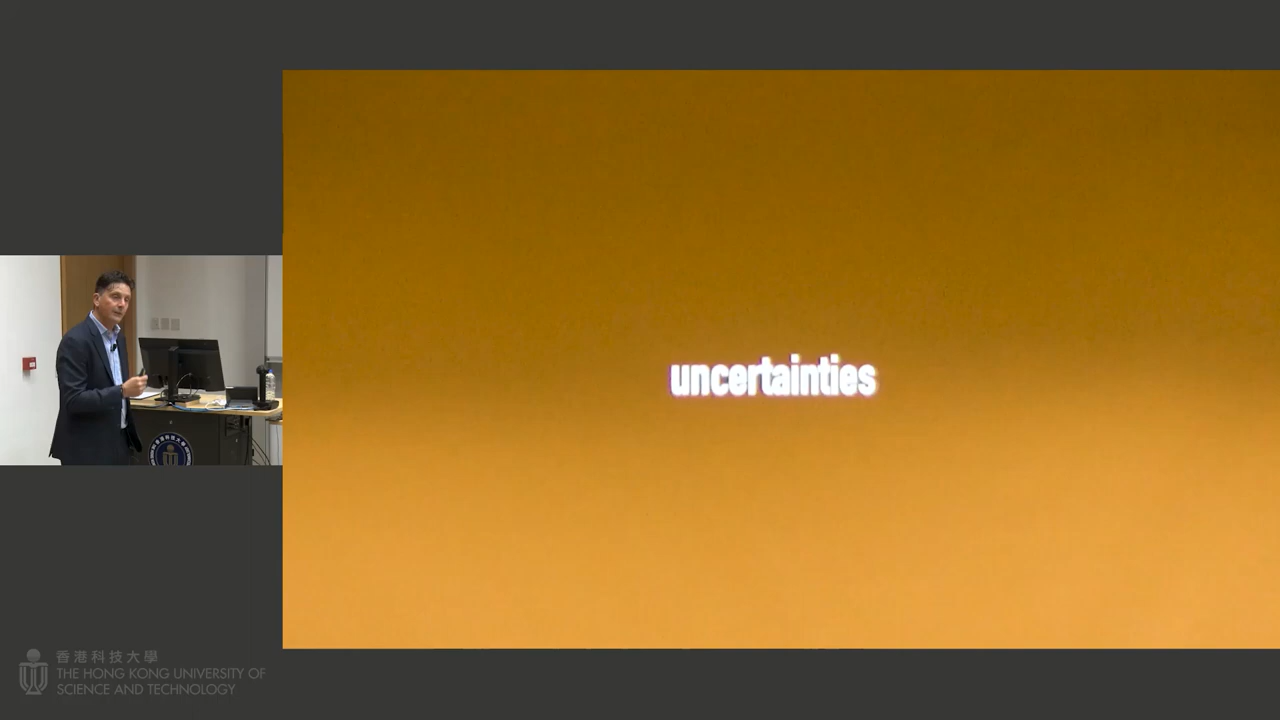 uncertainties
香港科技大學
THE HONG KONG UNIVERSITY OF
SCIENCE AND TECHNOLOGY